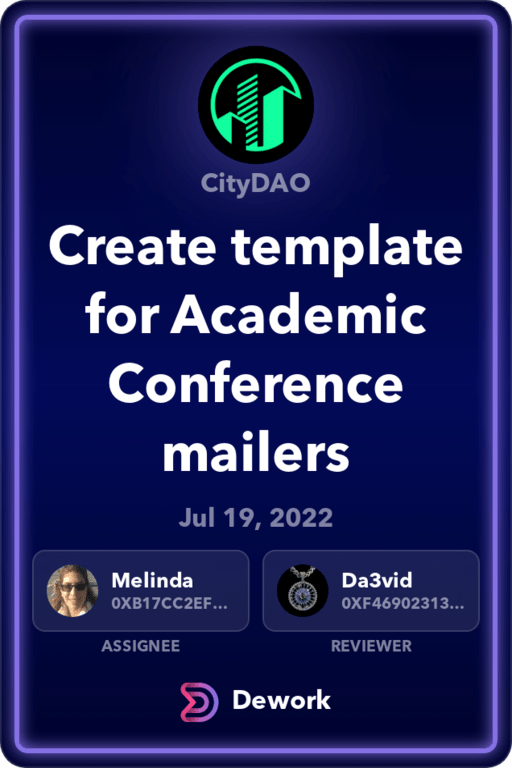 CityDAO
Create template
for Academic
Conference
mailers
Jul 19, 2022
Melinda
0XB17CC2EF...
ASSIGNEE
Da3vid
0XF46902313...
REVIEWER
Dework